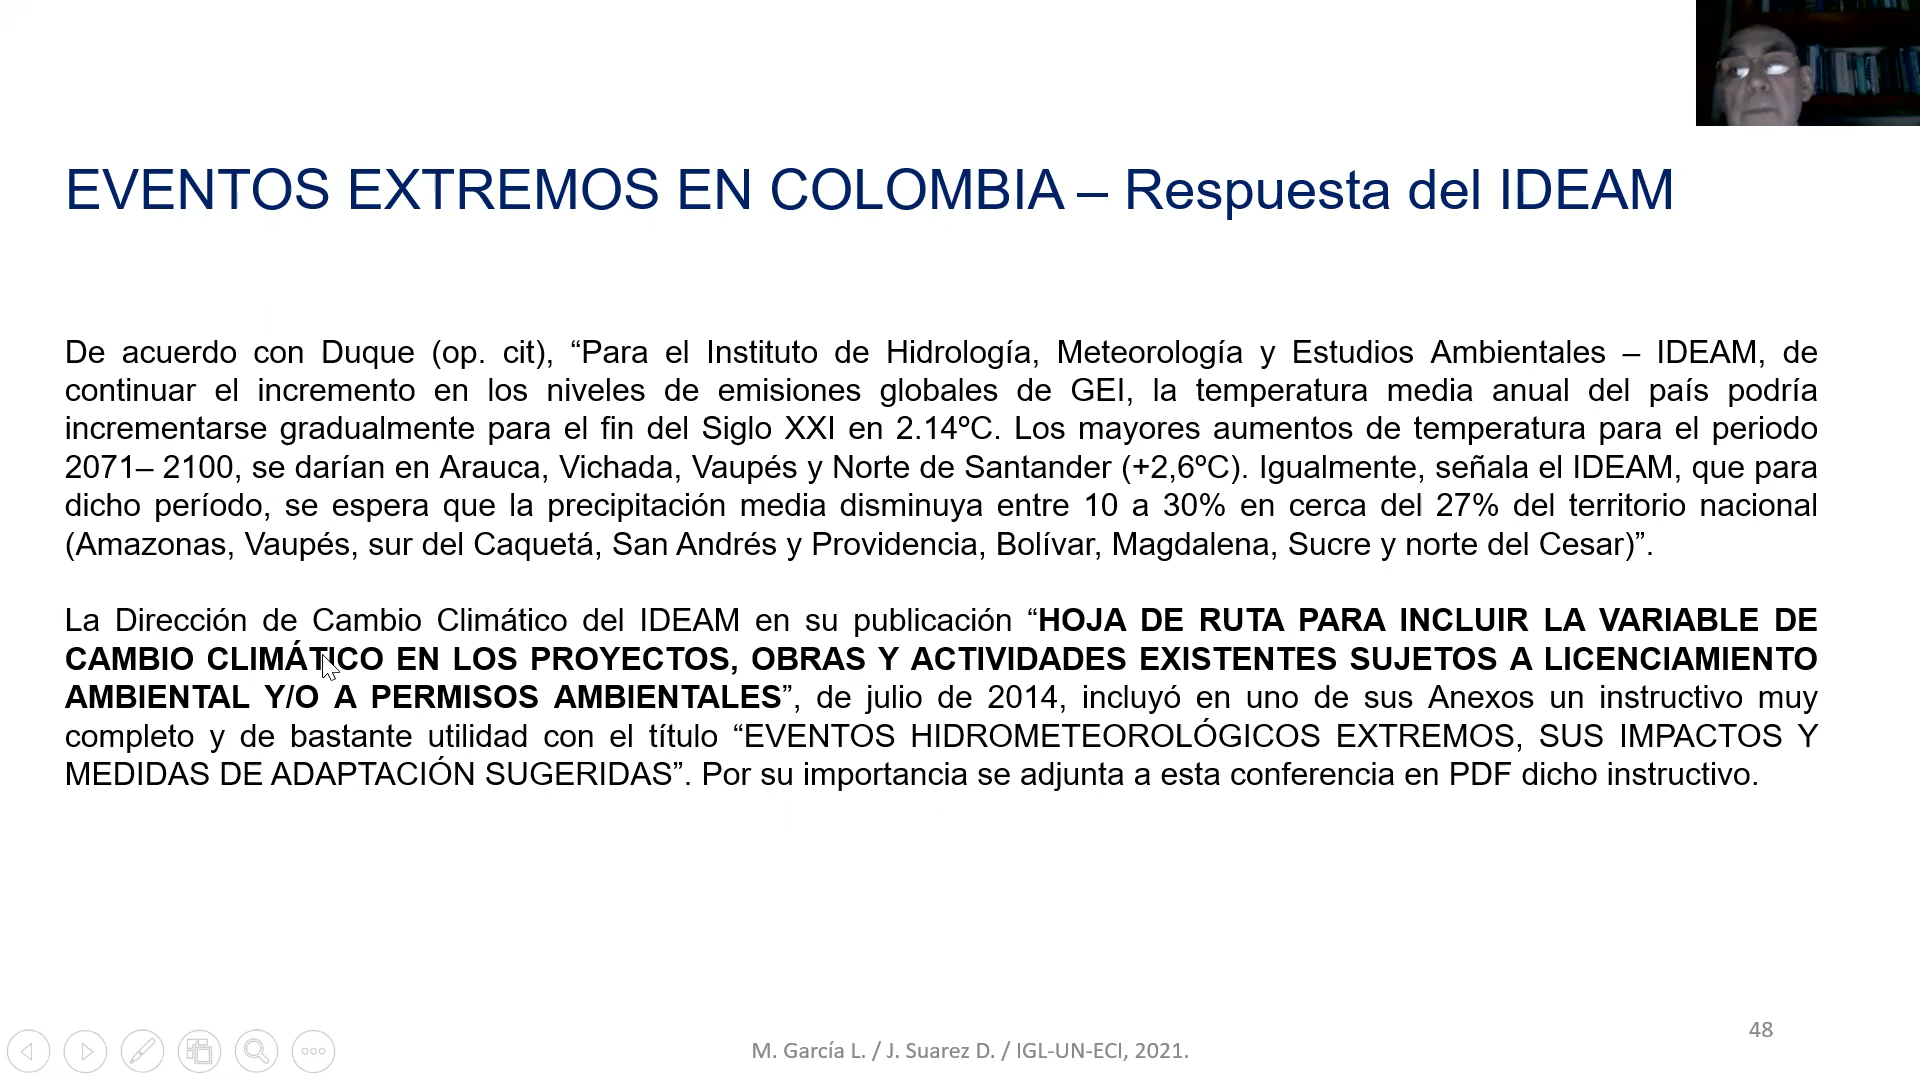 EVENTOS EXTREMOS EN COLOMBIA – Respuesta del IDEAM
De acuerdo con Duque (op. cit), “Para el Instituto de Hidrología, Meteorología y Estudios Ambientales – IDEAM, de
continuar el incremento en los niveles de emisiones globales de GEI, la temperatura media anual del país podría
incrementarse gradualmente para el fin del Siglo XXI en 2.14ºC. Los mayores aumentos de temperatura para el periodo
2071– 2100, se darían en Arauca, Vichada, Vaupés y Norte de Santander (+2,6ºC). Igualmente, señala el IDEAM, que para
dicho período, se espera que la precipitación media disminuya entre 10 a 30% en cerca del 27% del territorio nacional
(Amazonas, Vaupés, sur del Caquetá, San Andrés y Providencia, Bolívar, Magdalena, Sucre y norte del Cesar)”.
La Dirección de Cambio Climático del IDEAM en su publicación “HOJA DE RUTA PARA INCLUIR LA VARIABLE DE
CAMBIO CLIMÁTICO EN LOS PROYECTOS, OBRAS Y ACTIVIDADES EXISTENTES SUJETOS A LICENCIAMIENTO
AMBIENTAL Y/O A PERMISOS AMBIENTALES”, de julio de 2014, incluyó en uno de sus Anexos un instructivo muy
completo y de bastante utilidad con el título “EVENTOS HIDROMETEOROLÓGICOS EXTREMOS, SUS IMPACTOS Y
MEDIDAS DE ADAPTACIÓN SUGERIDAS”. Por su importancia se adjunta a esta conferencia en PDF dicho instructivo.
48
M. García L. / J. Suarez D. / IGL-UN-ECI, 2021.